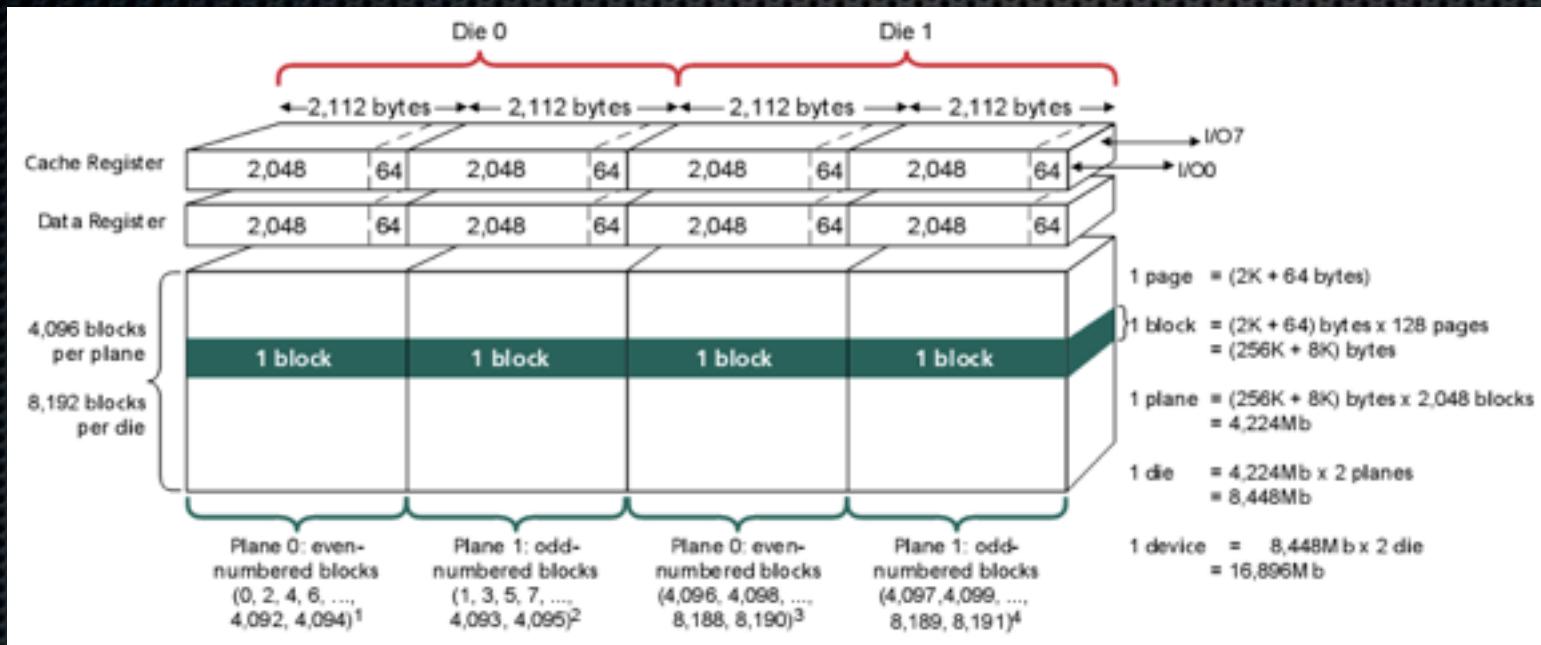 Die 0
Die 1
2,112 bytes
2,112 bytes
2,112 bytes
2,112 bytes
I/O7
I/O0
Cache Register
2,048
64
2,048
64
2,048
64
2,048
64
Data Register
2,048
64
2,048
64
2,048
64
2,048
64
4,096 blocks
per plane
8,192 blocks
per die
1 block
1 block
1 block
1 block
1 page = (2K + 64 bytes)
1 block = (2K + 64) bytes x 128 pages
= (256K + 8K) bytes
1 plane = (256K + 8K) bytes x 2,048 blocks
= 4,224Mb
1 die = 4,224Mb x 2 planes
= 8,448Mb
1 device = 8,448Mb x 2 die
= 16,896Mb
Plane 0: even-
numbered blocks
(0, 2, 4, 6, ...,
4,092, 4,094)1
Plane 1: odd-
numbered blocks
(1, 3, 5, 7, ...,
4,093, 4,095)2
Plane 0: even-
numbered blocks
(4,096, 4,098, ...,
8,188, 8,190)3
Plane 1: odd-
numbered blocks
(4,097,4,099, ...,
8,189, 8,191)4